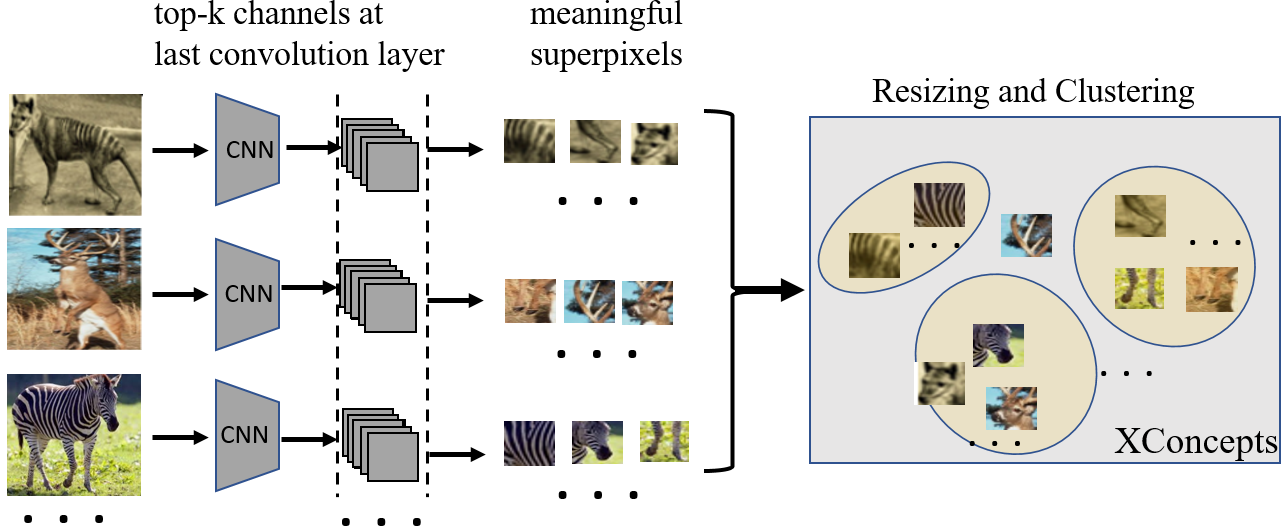 top-k channels at
last convolution layer
meaningful
superpixels
Resizing and Clustering
CNN
CNN
CNN
XConcepts